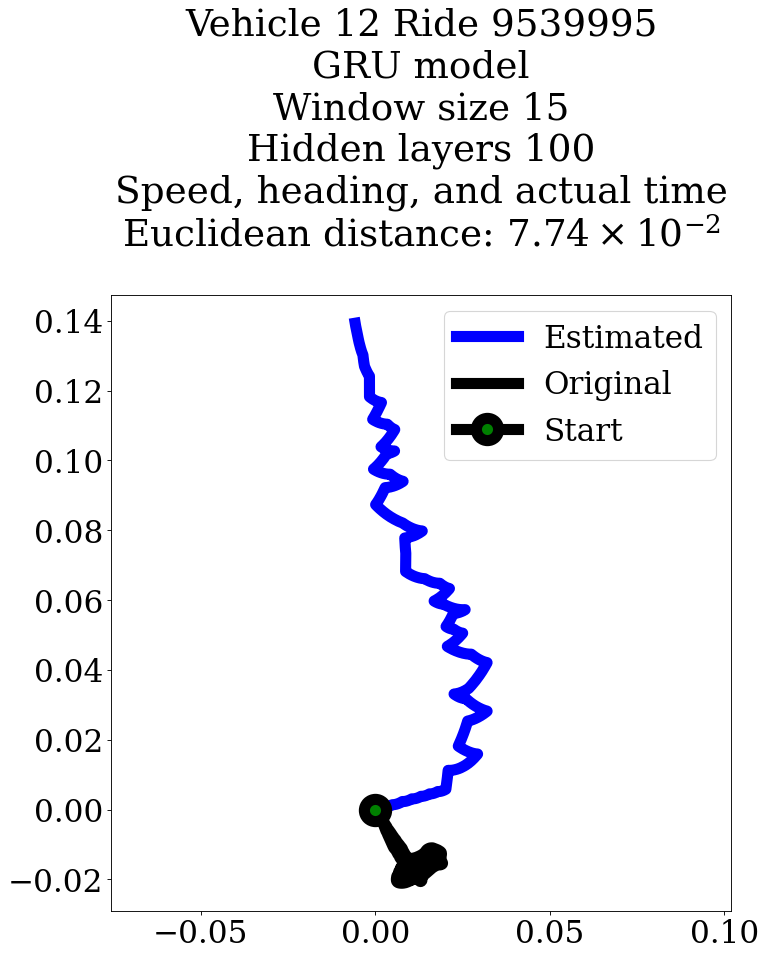 Vehicle 12 Ride 9539995
GRU model
Window size 15
Hidden layers 100
Speed, heading, and actual time
Euclidean distance: 7.74 × 10⁻²
Estimated
Original
Start
0.14
0.12
0.10
0.08
0.06
0.04
0.02
0.00
−0.02
−0.05 0.00 0.05 0.10